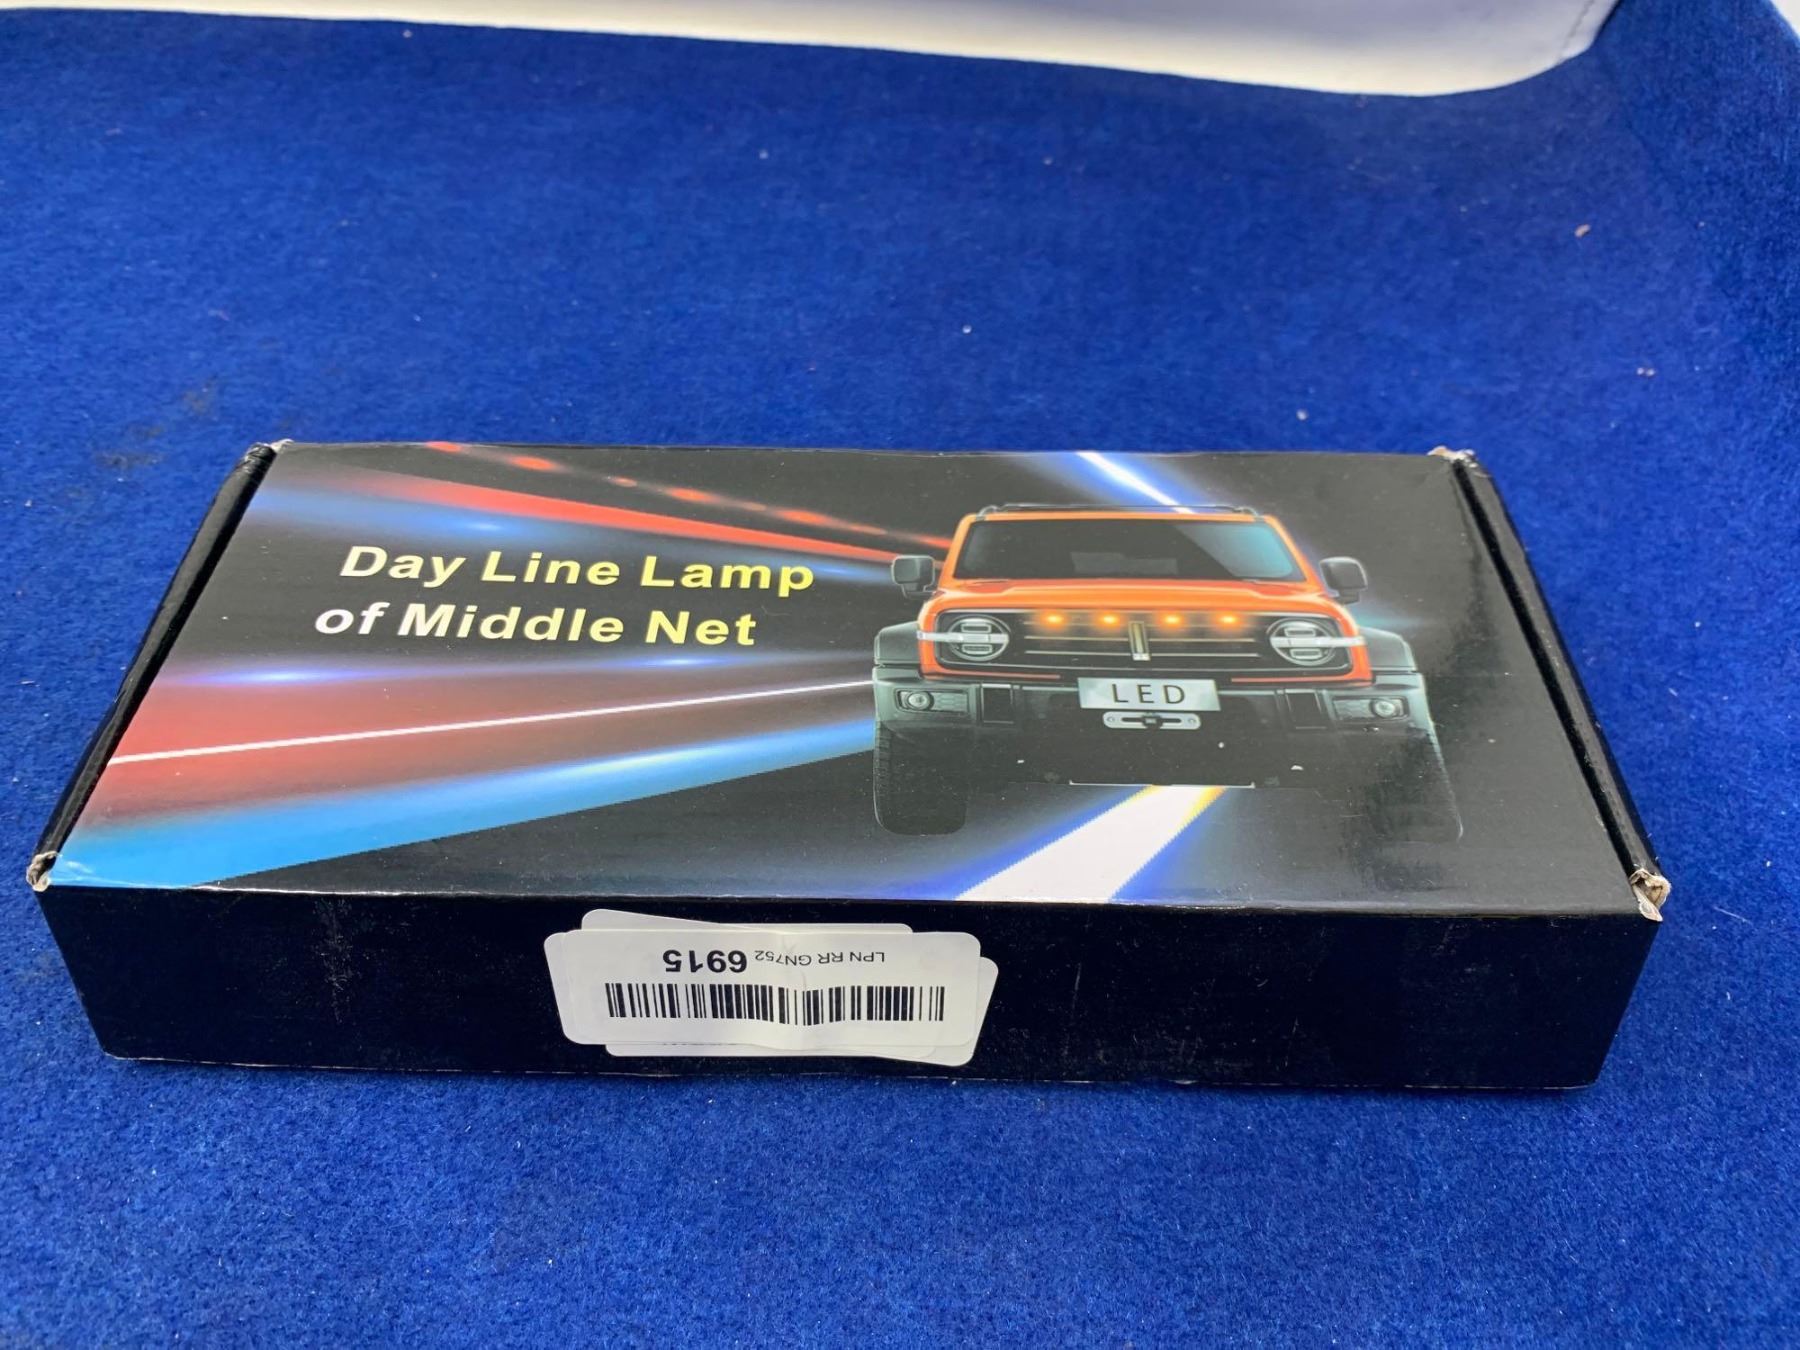 Day Line Lamp
of Middle Net
LED
LPN RR GN752 6915